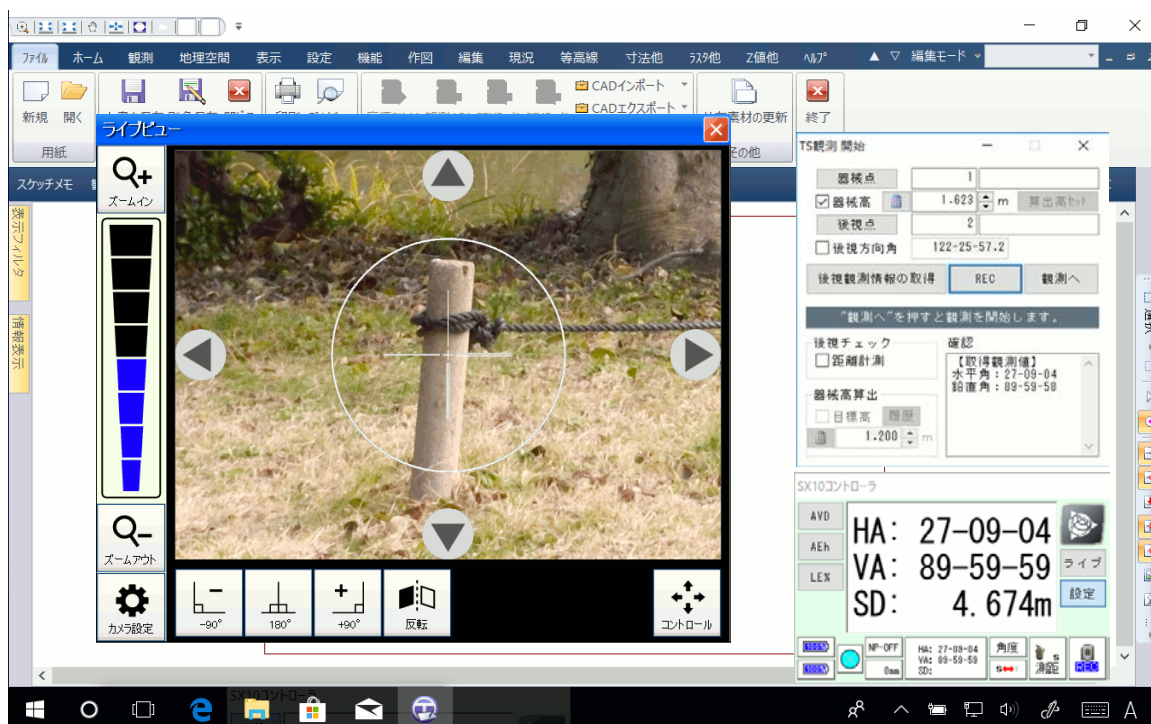 ファイル ホーム 観測 地理空間 表示 設定 機能 作図 編集 現況 等高線 寸法他 ラスタ他 Z値他 ヘルプ 編集モード
新規 開く
CADインポート
CADエクスポート
素材の更新
終了
用紙
その他
スケッチメモ
表示フィルタ
情報表示
ライブビュー
ズームイン
ズームアウト
カメラ設定
-90°
180°
+90°
反転
コントロール
TS観測 開始
器械点 1
器械高 1.623 m 算出高セット
後視点 2
後視方向角 122-25-57.2
後視観測情報の取得 REC 観測へ
"観測へ"を押すと観測を開始します。
後視チェック
距離計測
器械高算出
目標高 履歴
1.200 m
確認
【取得観測値】
水平角：27-09-04
鉛直角：89-59-58
SX10コントローラ
AVD
AEh
LE%
HA: 27-09-04
VA: 89-59-59
SD: 4.674m
ライブ
設定
100%
100%
NP-OFF
0mm
HA: 27-09-04
VA: 89-59-59
SD:
角度
S
S
測距
REC
SX10コントローラ
A